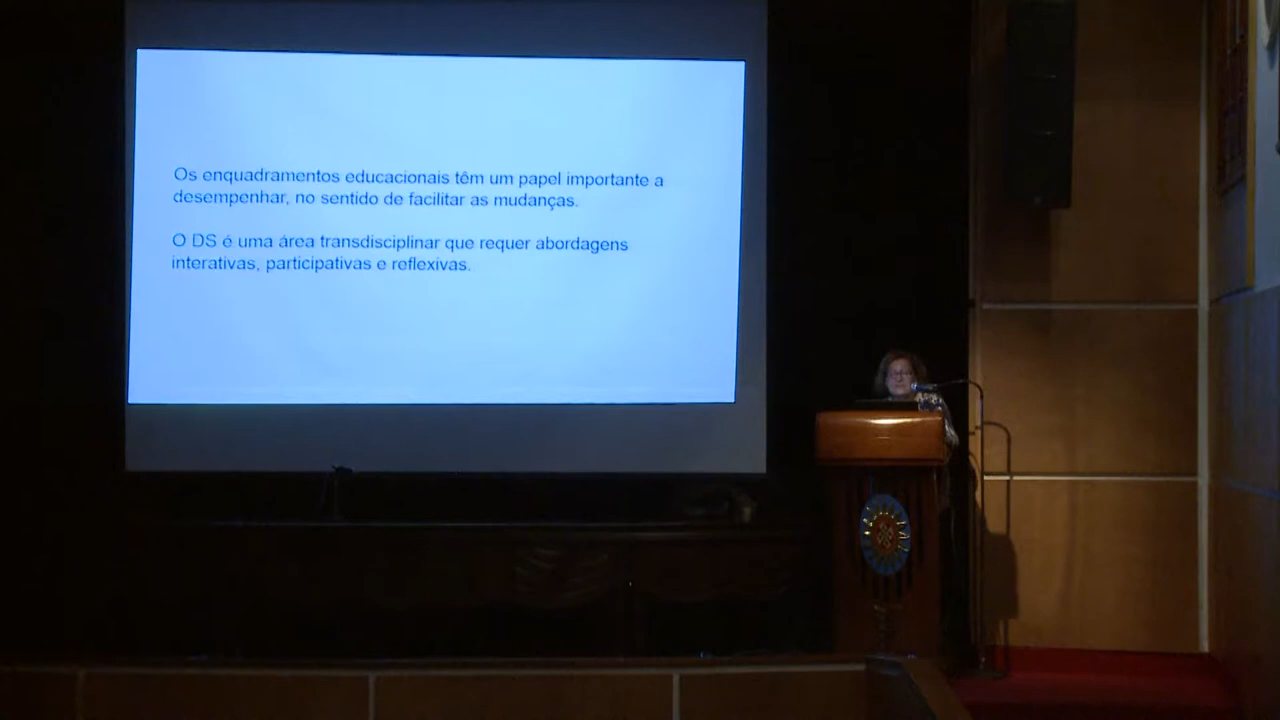 Os enquadramentos educacionais têm um papel importante a
desempenhar, no sentido de facilitar as mudanças.
O DS é uma área transdisciplinar que requer abordagens
interativas, participativas e reflexivas.